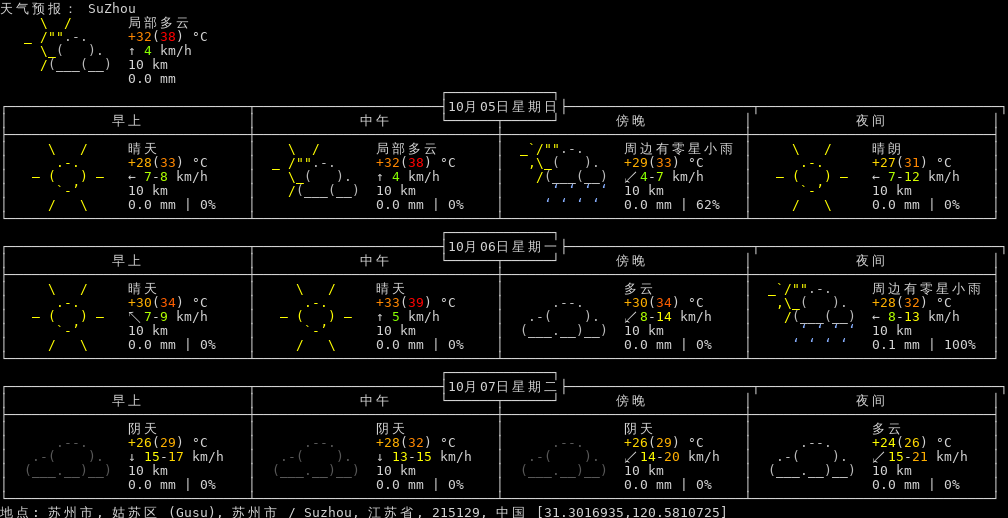 天气预报: SuZhou
局部多云
+32(38) °C
↑ 4 km/h
10 km
0.0 mm
10月05日星期日
早上 中午 傍晚 夜间
晴天 局部多云 周边有零星小雨 晴朗
+28(33) °C +32(38) °C +29(33) °C +27(31) °C
← 7-8 km/h ↑ 4 km/h ↙ 4-7 km/h ← 7-12 km/h
10 km 10 km 10 km 10 km
0.0 mm | 0% 0.0 mm | 0% 0.0 mm | 62% 0.0 mm | 0%
10月06日星期一
早上 中午 傍晚 夜间
晴天 晴天 多云 周边有零星小雨
+30(34) °C +33(39) °C +30(34) °C +28(32) °C
↖ 7-9 km/h ↑ 5 km/h ↙ 8-14 km/h ← 8-13 km/h
10 km 10 km 10 km 10 km
0.0 mm | 0% 0.0 mm | 0% 0.0 mm | 0% 0.1 mm | 100%
10月07日星期二
早上 中午 傍晚 夜间
阴天 阴天 阴天 多云
+26(29) °C +28(32) °C +26(29) °C +24(26) °C
↓ 15-17 km/h ↓ 13-15 km/h ↙ 14-20 km/h ↙ 15-21 km/h
10 km 10 km 10 km 10 km
0.0 mm | 0% 0.0 mm | 0% 0.0 mm | 0% 0.0 mm | 0%
地点: 苏州市, 姑苏区 (Gusu), 苏州市 / Suzhou, 江苏省, 215129, 中国 [31.3016935,120.5810725]